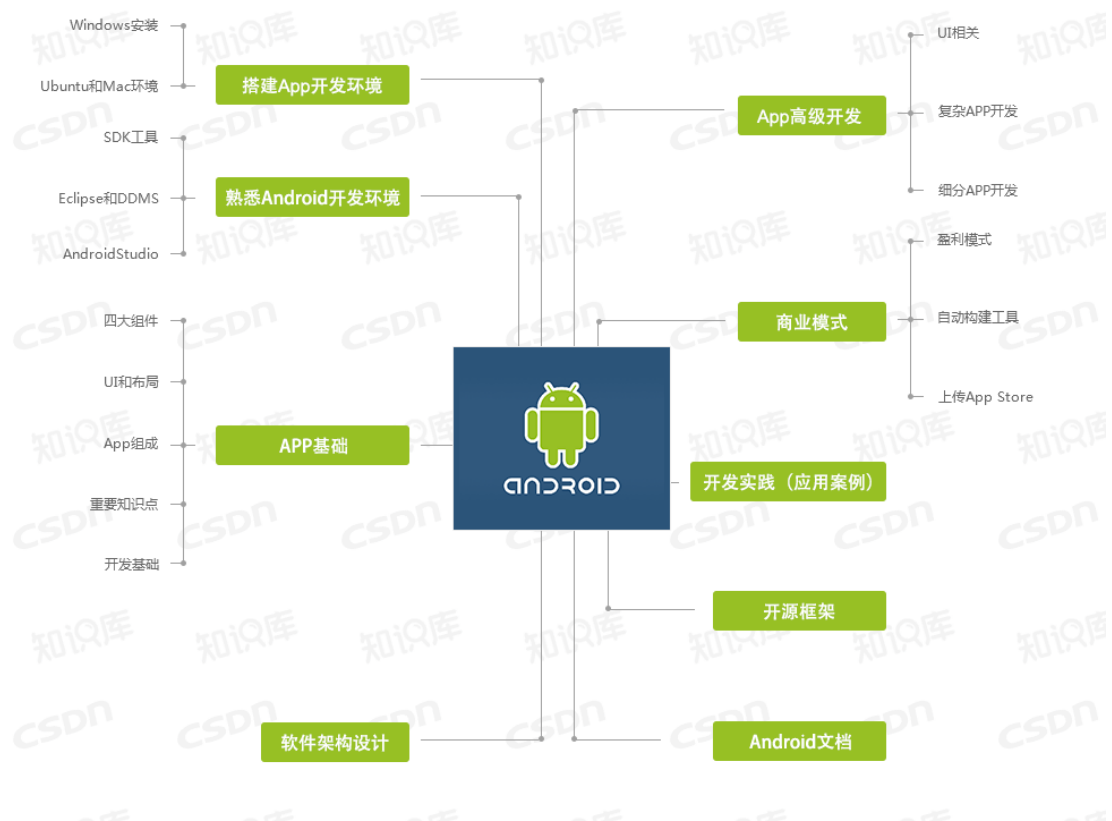 Windows安装
Ubuntu和Mac环境
搭建App开发环境
SDK工具
Eclipse和DDMS
AndroidStudio
熟悉Android开发环境
四大组件
UI和布局
App组成
重要知识点
开发基础
APP基础
软件架构设计
ANDROID
UI相关
复杂APP开发
细分APP开发
App高级开发
盈利模式
自动构建工具
上传App Store
商业模式
开发实践（应用案例）
开源框架
Android文档
知识库
CSDN